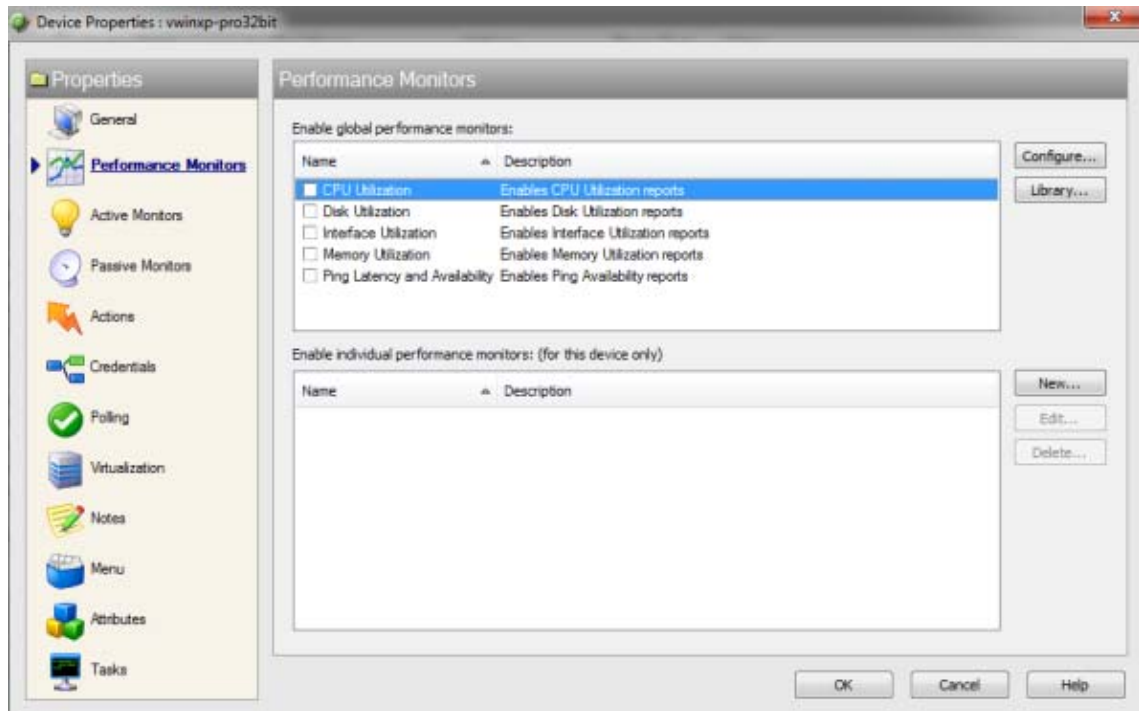 Device Properties : vwinxp-pro32bit
Properties
General
Performance Monitors
Active Monitors
Passive Monitors
Actions
Credentials
Polling
Virtualization
Notes
Menu
Attributes
Tasks
Performance Monitors
Enable global performance monitors:
Name Description
CPU Utilization Enables CPU Utilization reports
Disk Utilization Enables Disk Utilization reports
Interface Utilization Enables Interface Utilization reports
Memory Utilization Enables Memory Utilization reports
Ping Latency and Availability Enables Ping Availability reports
Configure...
Library...
Enable individual performance monitors: (for this device only)
Name Description
New...
Edit...
Delete...
OK Cancel Help